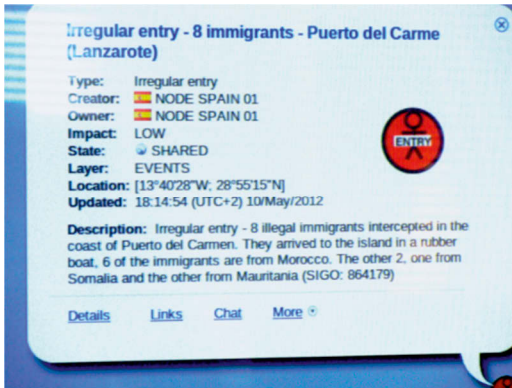 Irregular entry - 8 immigrants - Puerto del Carme
(Lanzarote)
Type: Irregular entry
Creator: NODE SPAIN 01
Owner: NODE SPAIN 01
Impact: LOW
State: SHARED
Layer: EVENTS
Location: [13°40'28"W; 28°55'15"N]
Updated: 18:14:54 (UTC+2) 10/May/2012
ENTRY
Description: Irregular entry - 8 illegal immigrants intercepted in the
coast of Puerto del Carmen. They arrived to the island in a rubber
boat, 6 of the immigrants are from Morocco. The other 2, one from
Somalia and the other from Mauritania (SIGO: 864179)
Details Links Chat More